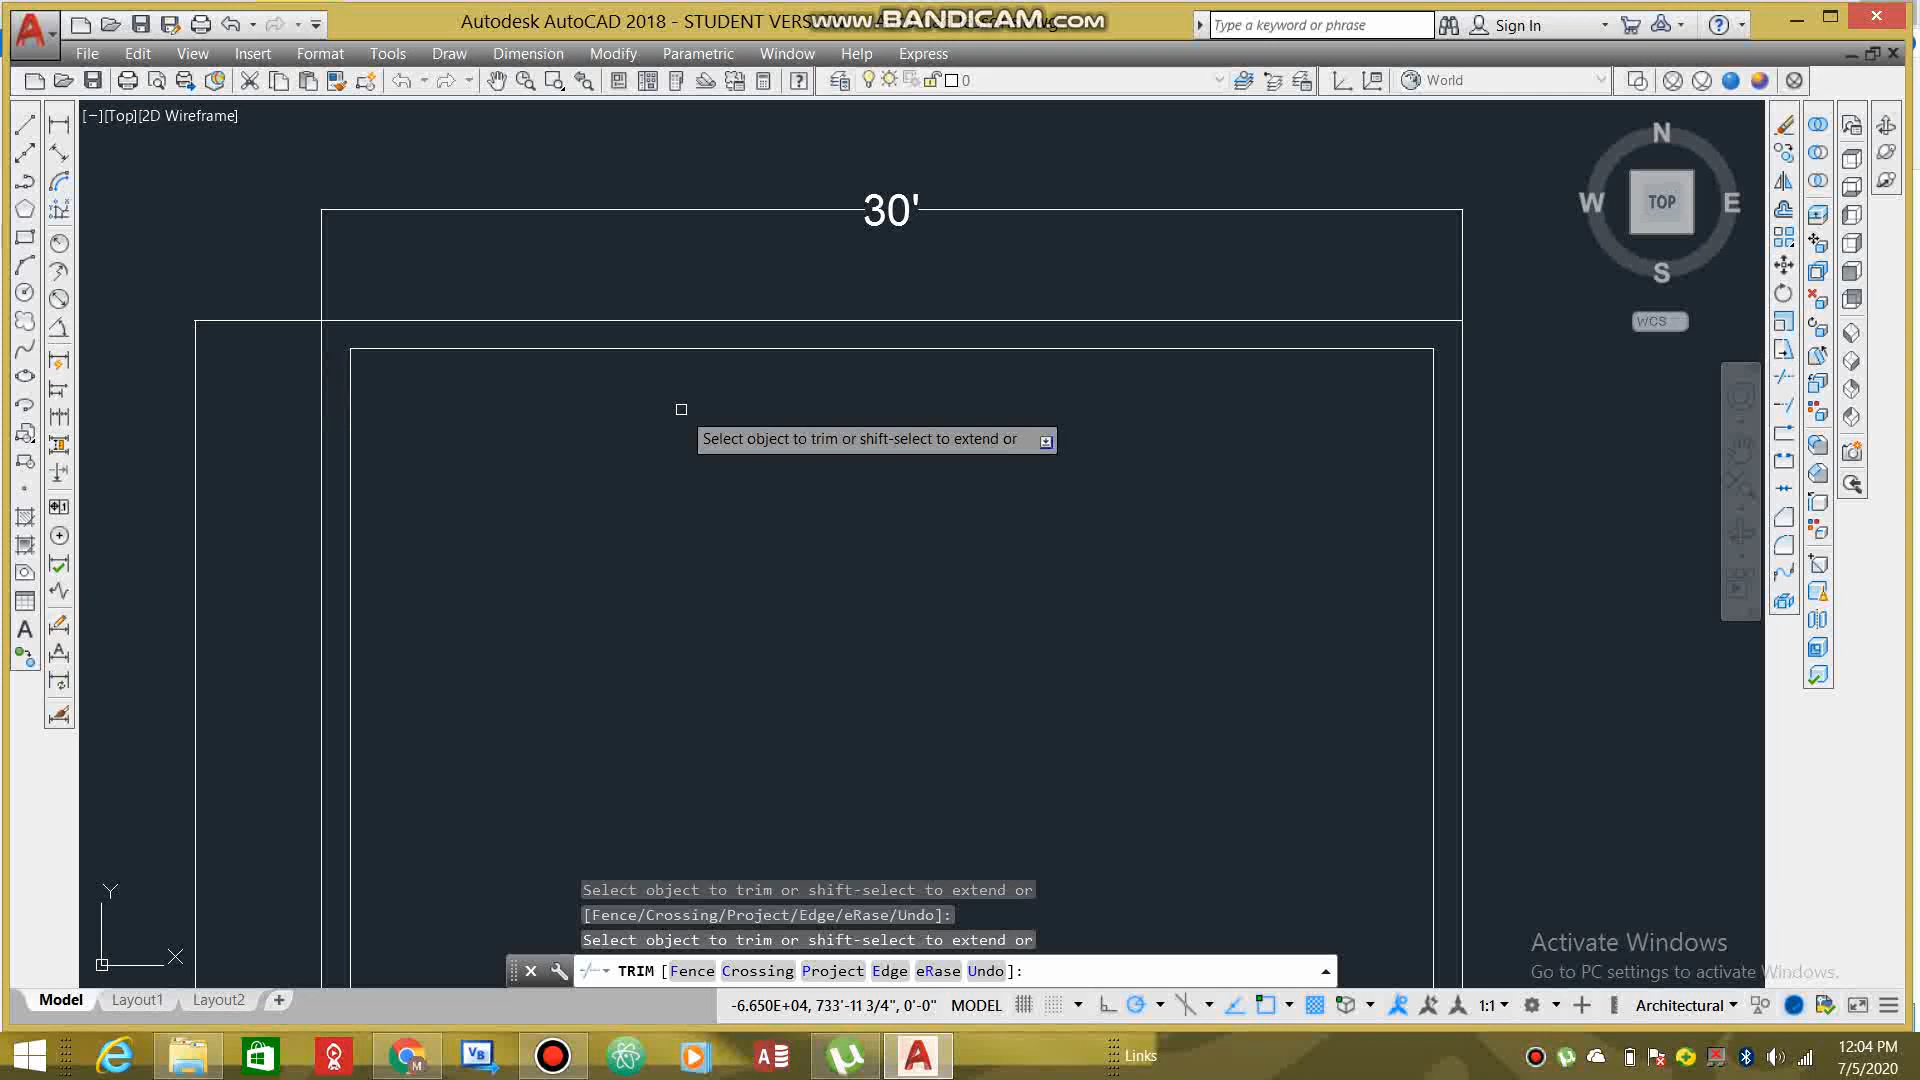 Autodesk AutoCAD 2018 - STUDENT VERS
www.BANDICAM.com
Type a keyword or phrase
Sign In
File Edit View Insert Format Tools Draw Dimension Modify Parametric Window Help Express
0
World
[−][Top][2D Wireframe]
30'
N
W
TOP
E
S
WCS
Select object to trim or shift-select to extend or
Y
X
Select object to trim or shift-select to extend or
[Fence/Crossing/Project/Edge/eRase/Undo]:
Select object to trim or shift-select to extend or
TRIM [Fence Crossing Project Edge eRase Undo]:
Activate Windows
Go to PC settings to activate Windows.
Model Layout1 Layout2 +
-6.650E+04, 733'-11 3/4", 0'-0" MODEL 1:1 Architectural
Links
12:04 PM
7/5/2020